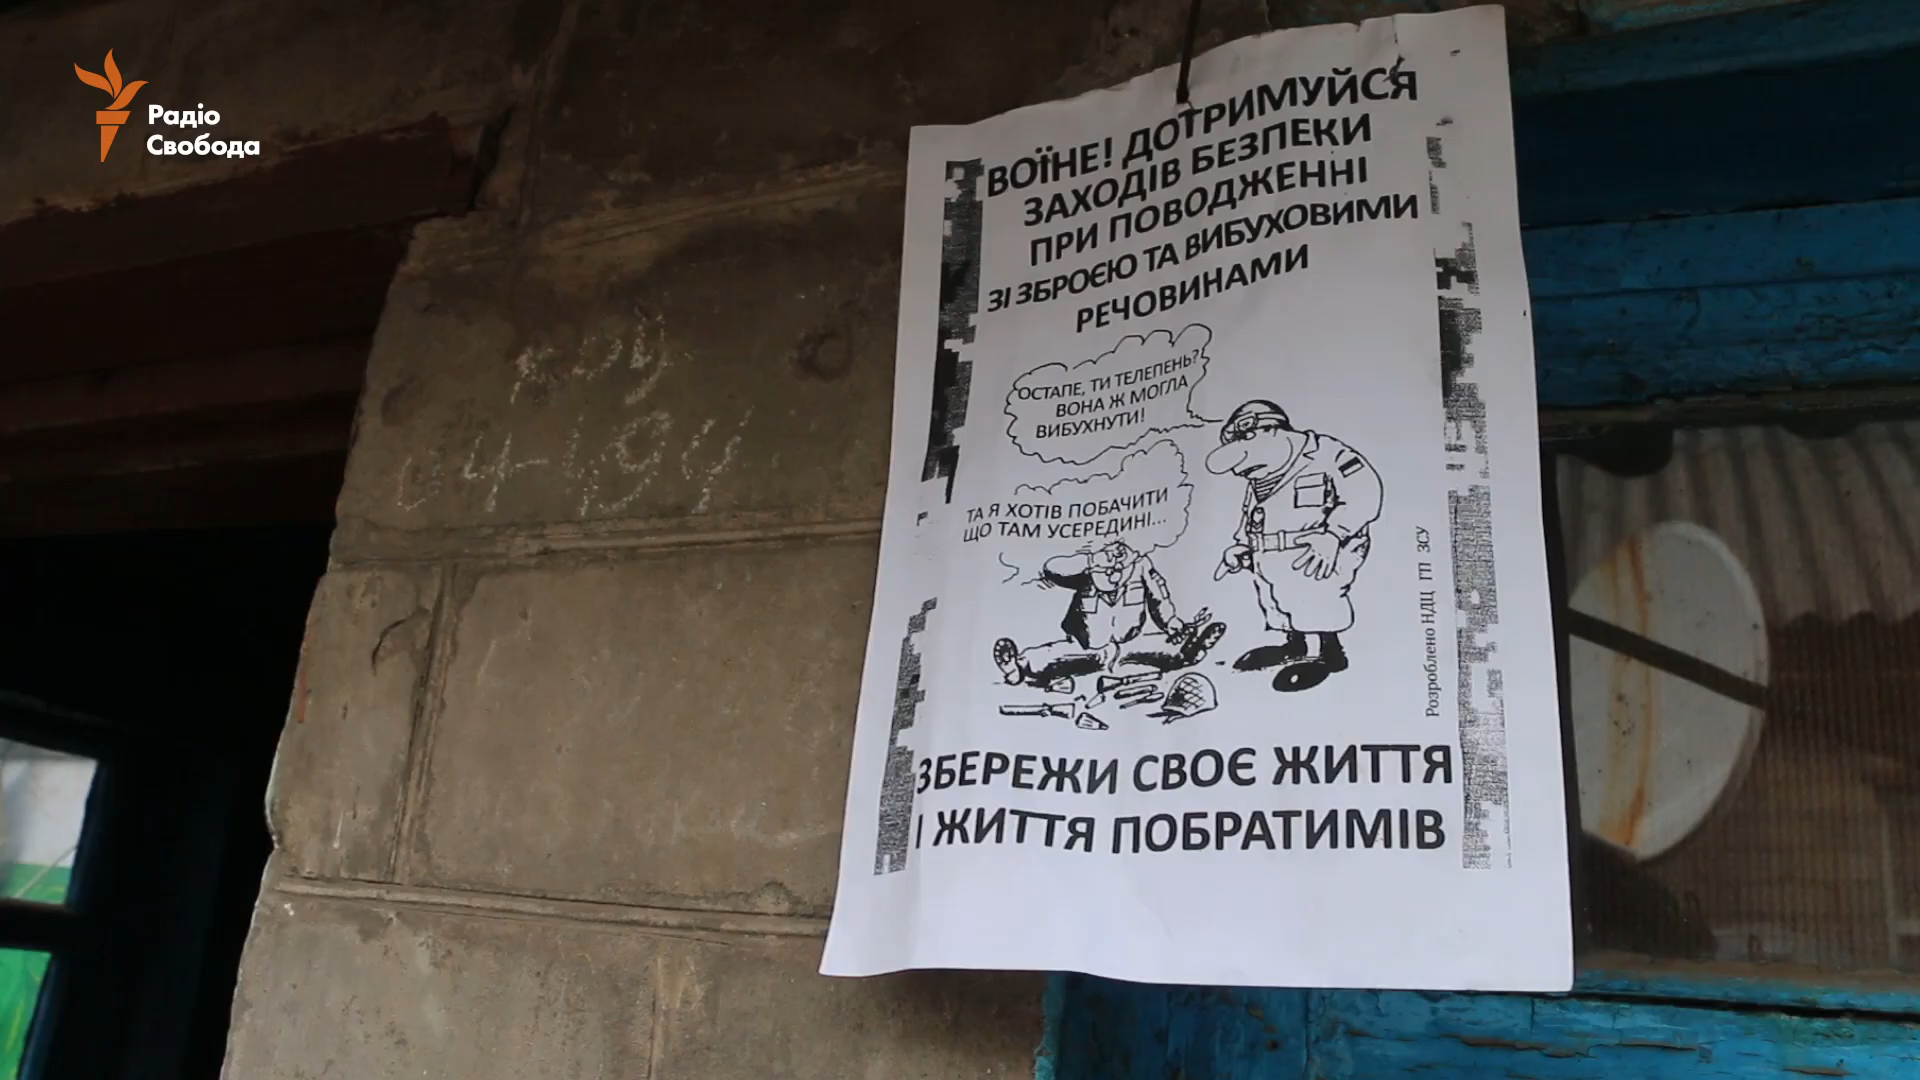 Радіо
Свобода
ВОЇНЕ! ДОТРИМУЙСЯ
ЗАХОДІВ БЕЗПЕКИ
ПРИ ПОВОДЖЕННІ
ЗІ ЗБРОЄЮ ТА ВИБУХОВИМИ
РЕЧОВИНАМИ
ОСТАПЕ, ТИ ТЕЛЕПЕНЬ?
ВОНА Ж МОГЛА
ВИБУХНУТИ!
ТА Я ХОТІВ ПОБАЧИТИ
ЩО ТАМ УСЕРЕДИНІ...
Розроблено НДЦ ГП ЗСУ
ЗБЕРЕЖИ СВОЄ ЖИТТЯ
І ЖИТТЯ ПОБРАТИМІВ